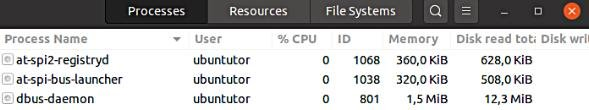 Processes Resources File Systems
Process Name User % CPU ID Memory Disk read tota Disk writ
at-spi2-registryd ubuntutor 0 1068 360,0 KiB 628,0 KiB
at-spi-bus-launcher ubuntutor 0 1038 320,0 KiB 508,0 KiB
dbus-daemon ubuntutor 0 801 1,5 MiB 12,3 MiB